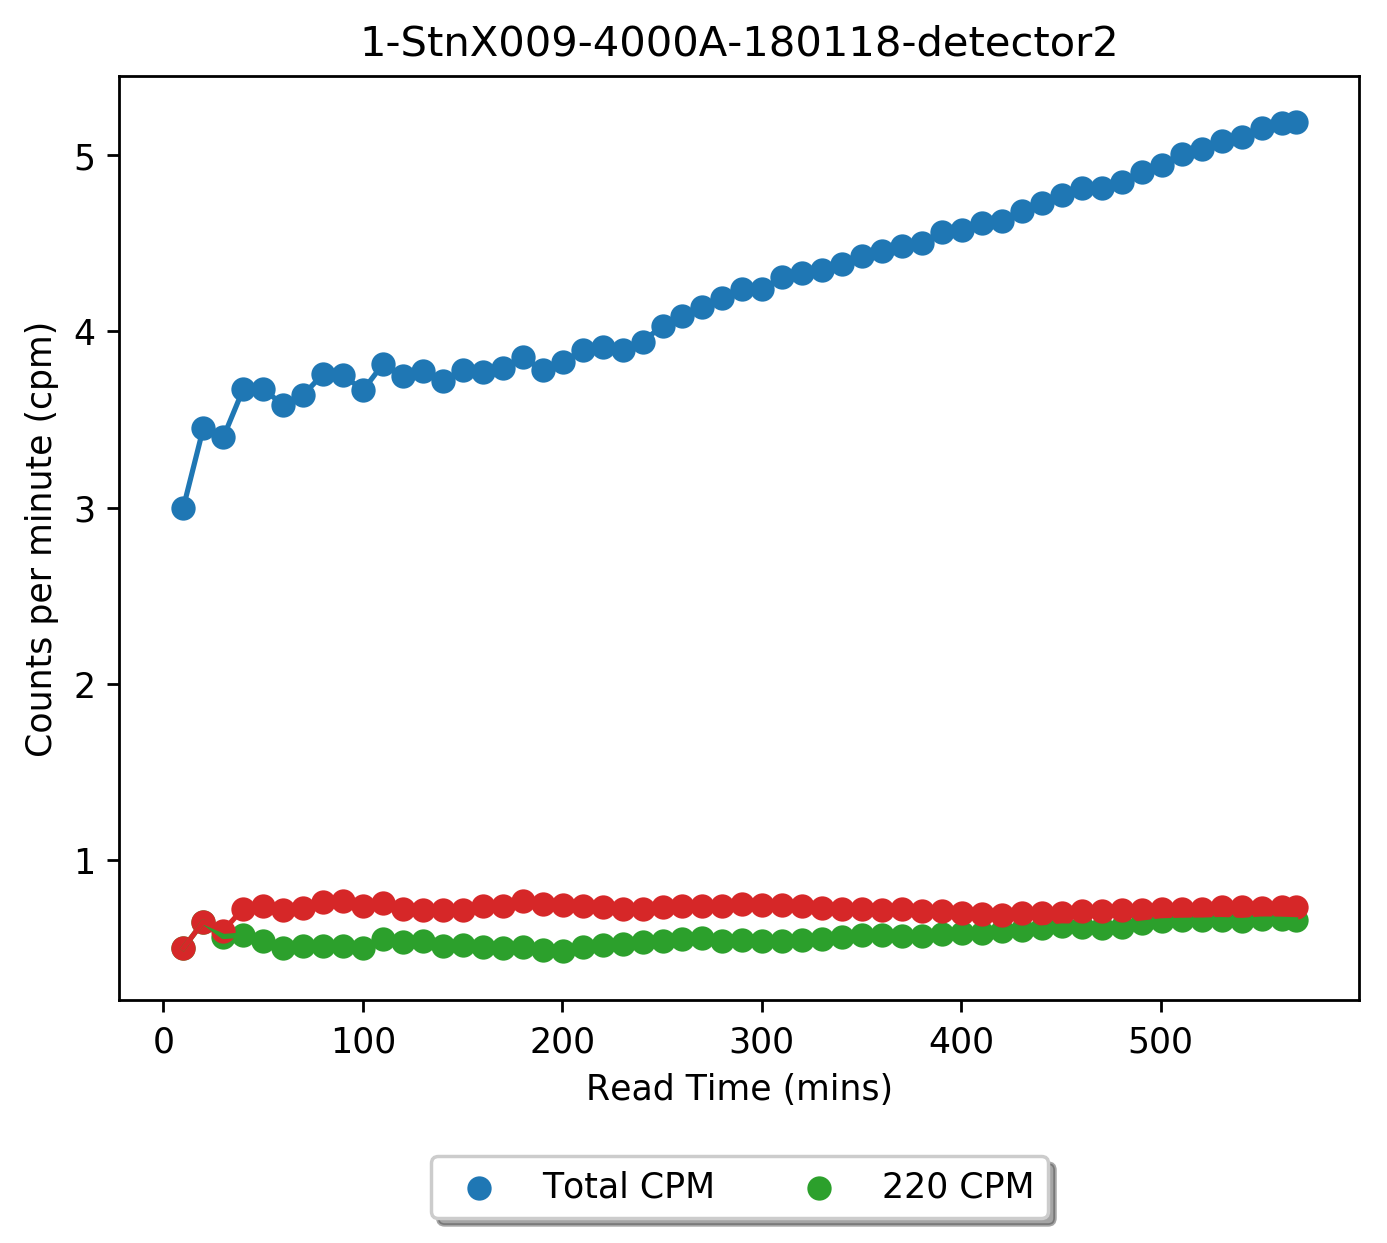 1-StnX009-4000A-180118-detector2
Counts per minute (cpm)
5
4
3
2
1
0 100 200 300 400 500
Read Time (mins)
Total CPM 220 CPM